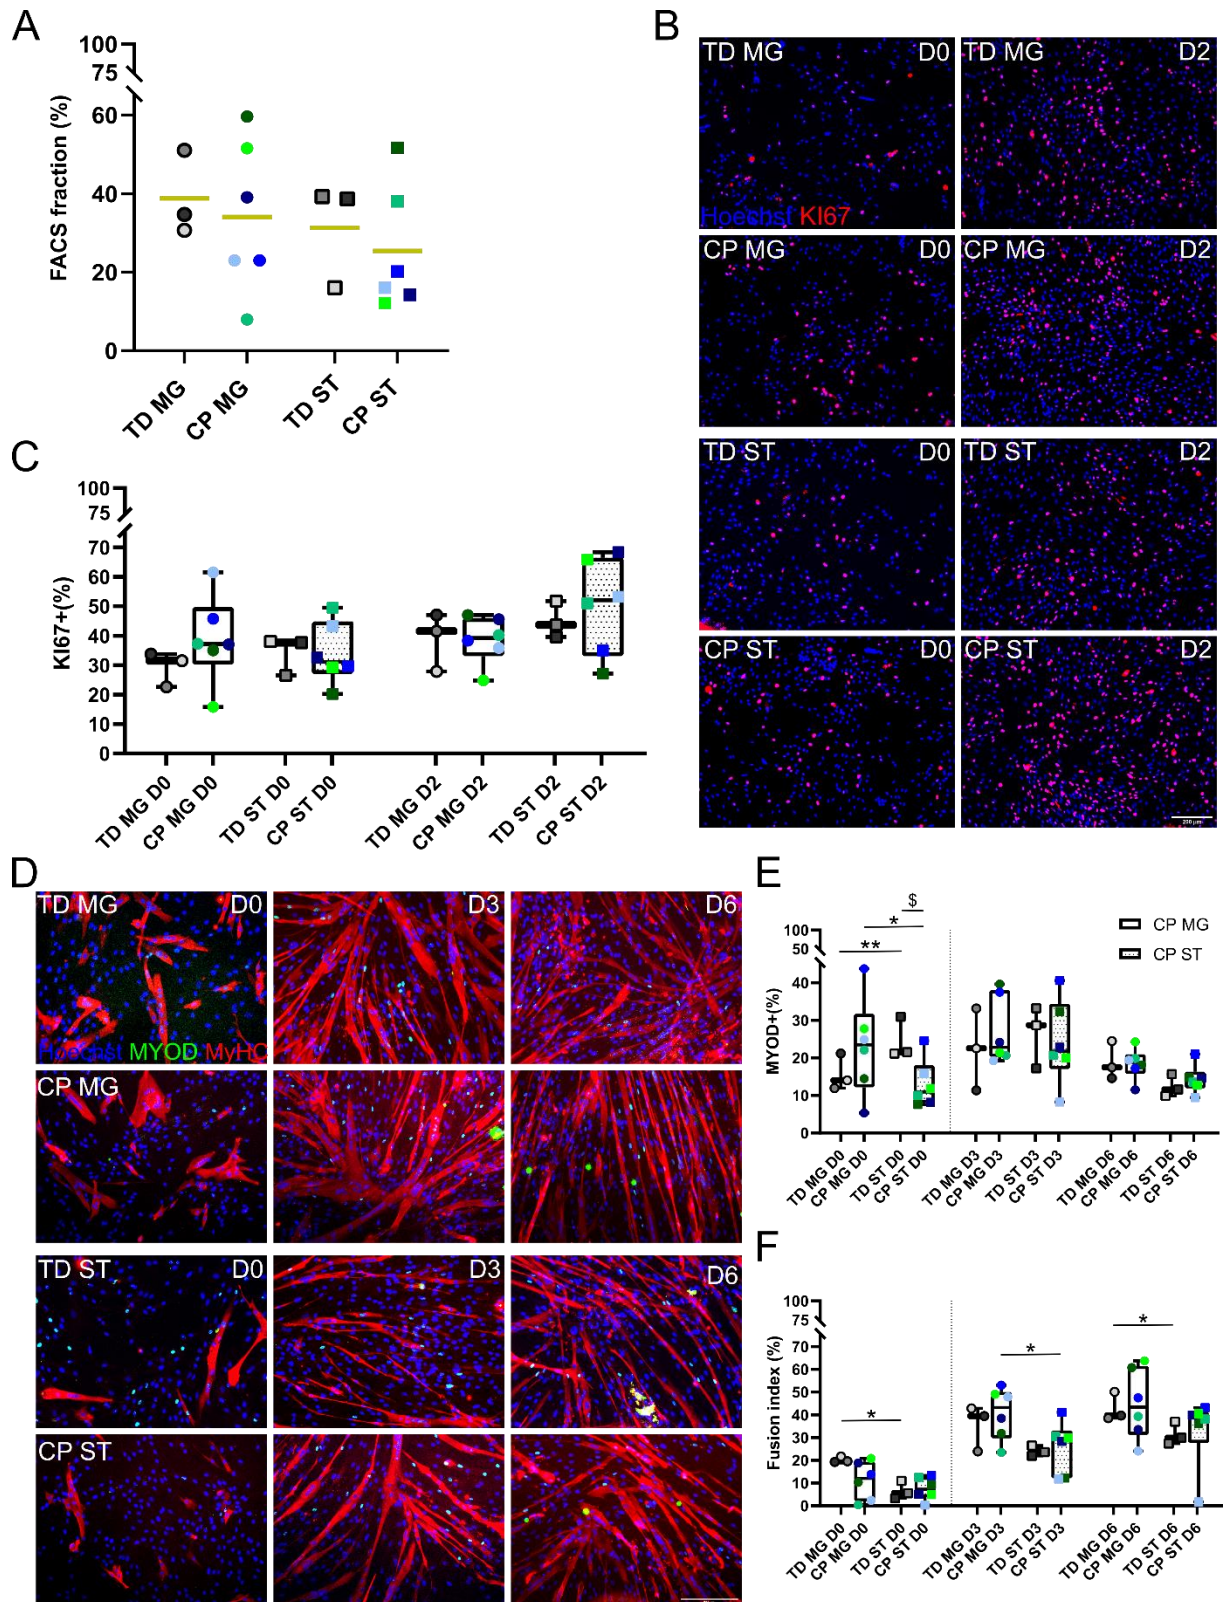 A
FACS fraction (%)
100
75
60
40
20
0
TD MG
CP MG
TD ST
CP ST
B
TD MG D0
TD MG D2
Hoechst KI67
CP MG D0
CP MG D2
TD ST D0
TD ST D2
CP ST D0
CP ST D2
200 µm
C
KI67+(%)
100
75
70
60
50
40
30
20
10
0
TD MG D0
CP MG D0
TD ST D0
CP ST D0
TD MG D2
CP MG D2
TD ST D2
CP ST D2
D
TD MG D0
D3
D6
Hoechst MYOD MyHC
CP MG
TD ST D0
D3
D6
CP ST
E
MYOD+(%)
100
50
40
30
20
10
0
**
*
$
CP MG
CP ST
TD MG D0
CP MG D0
TD ST D0
CP ST D0
TD MG D3
CP MG D3
TD ST D3
CP ST D3
TD MG D6
CP MG D6
TD ST D6
CP ST D6
F
Fusion index (%)
100
75
70
60
50
40
30
20
10
0
*
*
*
TD MG D0
CP MG D0
TD ST D0
CP ST D0
TD MG D3
CP MG D3
TD ST D3
CP ST D3
TD MG D6
CP MG D6
TD ST D6
CP ST D6